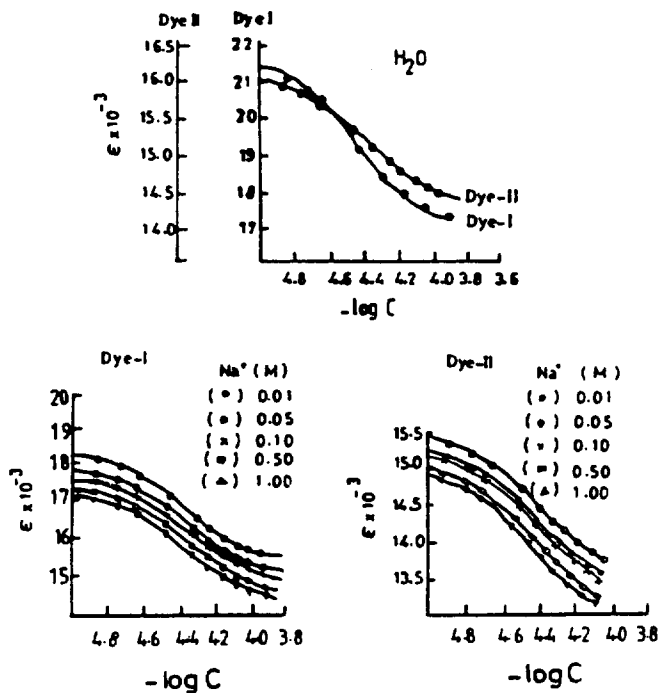 Dye II Dye I
H₂O
16.5
16.0
15.5
15.0
14.5
14.0
ε x 10⁻³
22
21
20
19
18
17
Dye-II
Dye-I
4.8 4.6 4.4 4.2 4.0 3.8 3.6
-log C
Dye-I
Na⁺ (M)
( ) 0.01
( ) 0.05
(x) 0.10
( ) 0.50
(△) 1.00
20
19
18
17
16
15
ε x 10⁻³
4.8 4.6 4.4 4.2 4.0 3.8
-log C
Dye-II
Na⁺ (M)
( ) 0.01
( ) 0.05
(x) 0.10
( ) 0.50
(△) 1.00
15.5
15.0
14.5
14.0
13.5
ε x 10⁻³
4.8 4.6 4.4 4.2 4.0 3.8
-log C